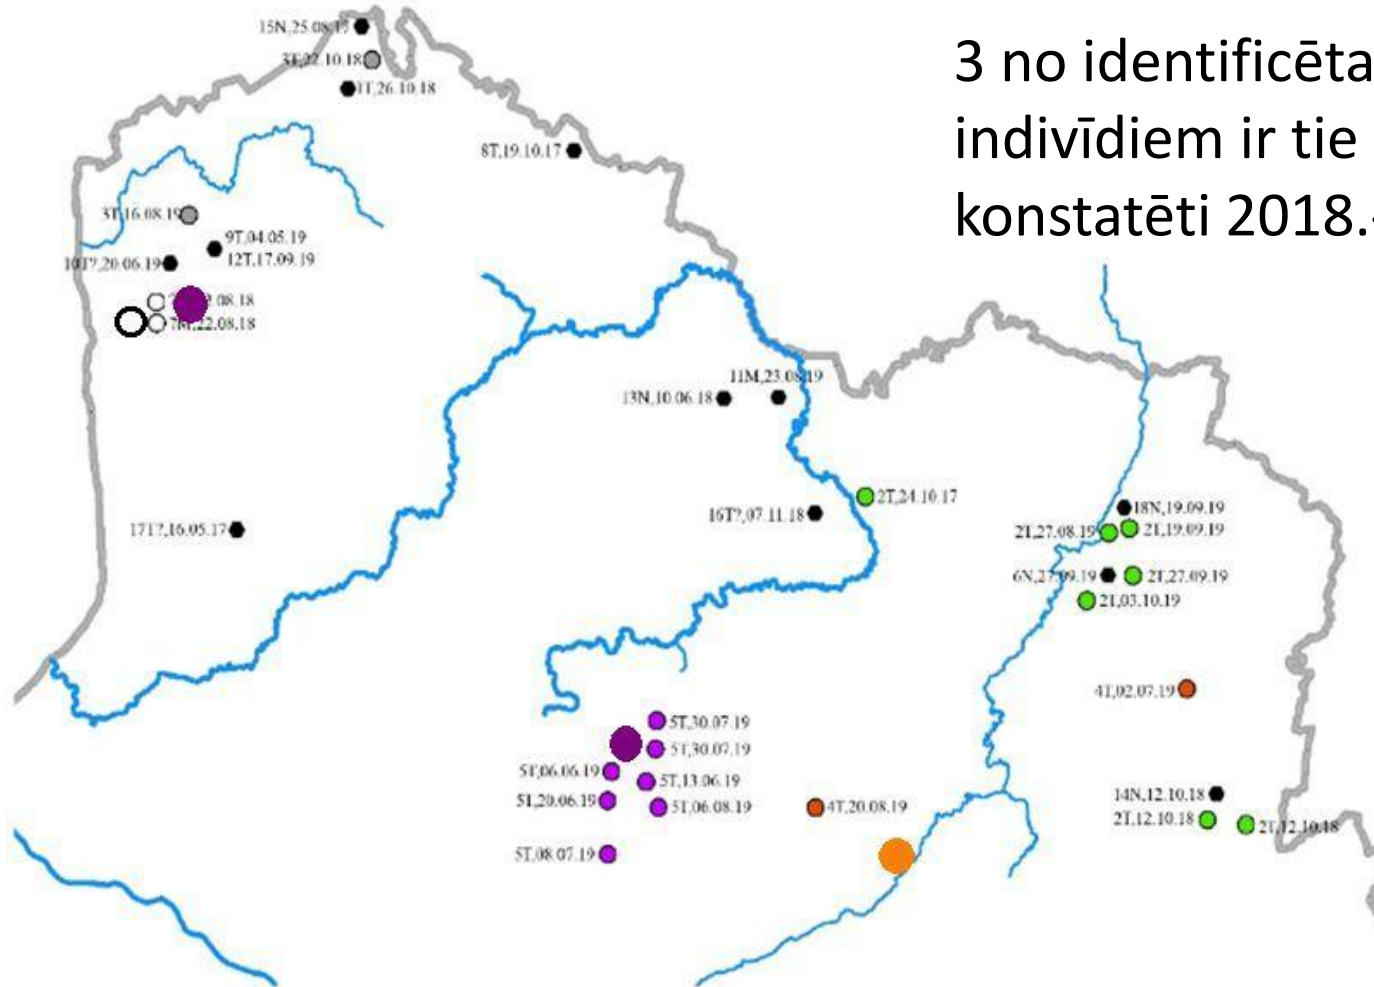 3 no identificēta
indivīdiem ir tie
konstatēti 2018.-
15N,25.08.15
3T,22.10.18
1T,26.10.18
8T,19.10.17
3T,16.08.19
9T,04.05.19
12T,17.09.19
10T?,20.06.19
08.18
7M,22.08.18
11M,23.08.19
13N,10.06.18
2T,24.10.17
16T?,07.11.18
17T?,16.05.17
18N,19.09.19
2T,27.08.19
2T,19.09.19
6N,27.09.19
2T,27.09.19
2T,03.10.19
4T,02.07.19
5T,30.07.19
5T,30.07.19
5T,06.06.19
5T,13.06.19
5T,20.06.19
5T,06.08.19
4T,20.08.19
14N,12.10.18
2T,12.10.18
2T,12.10.18
5T,08.07.19